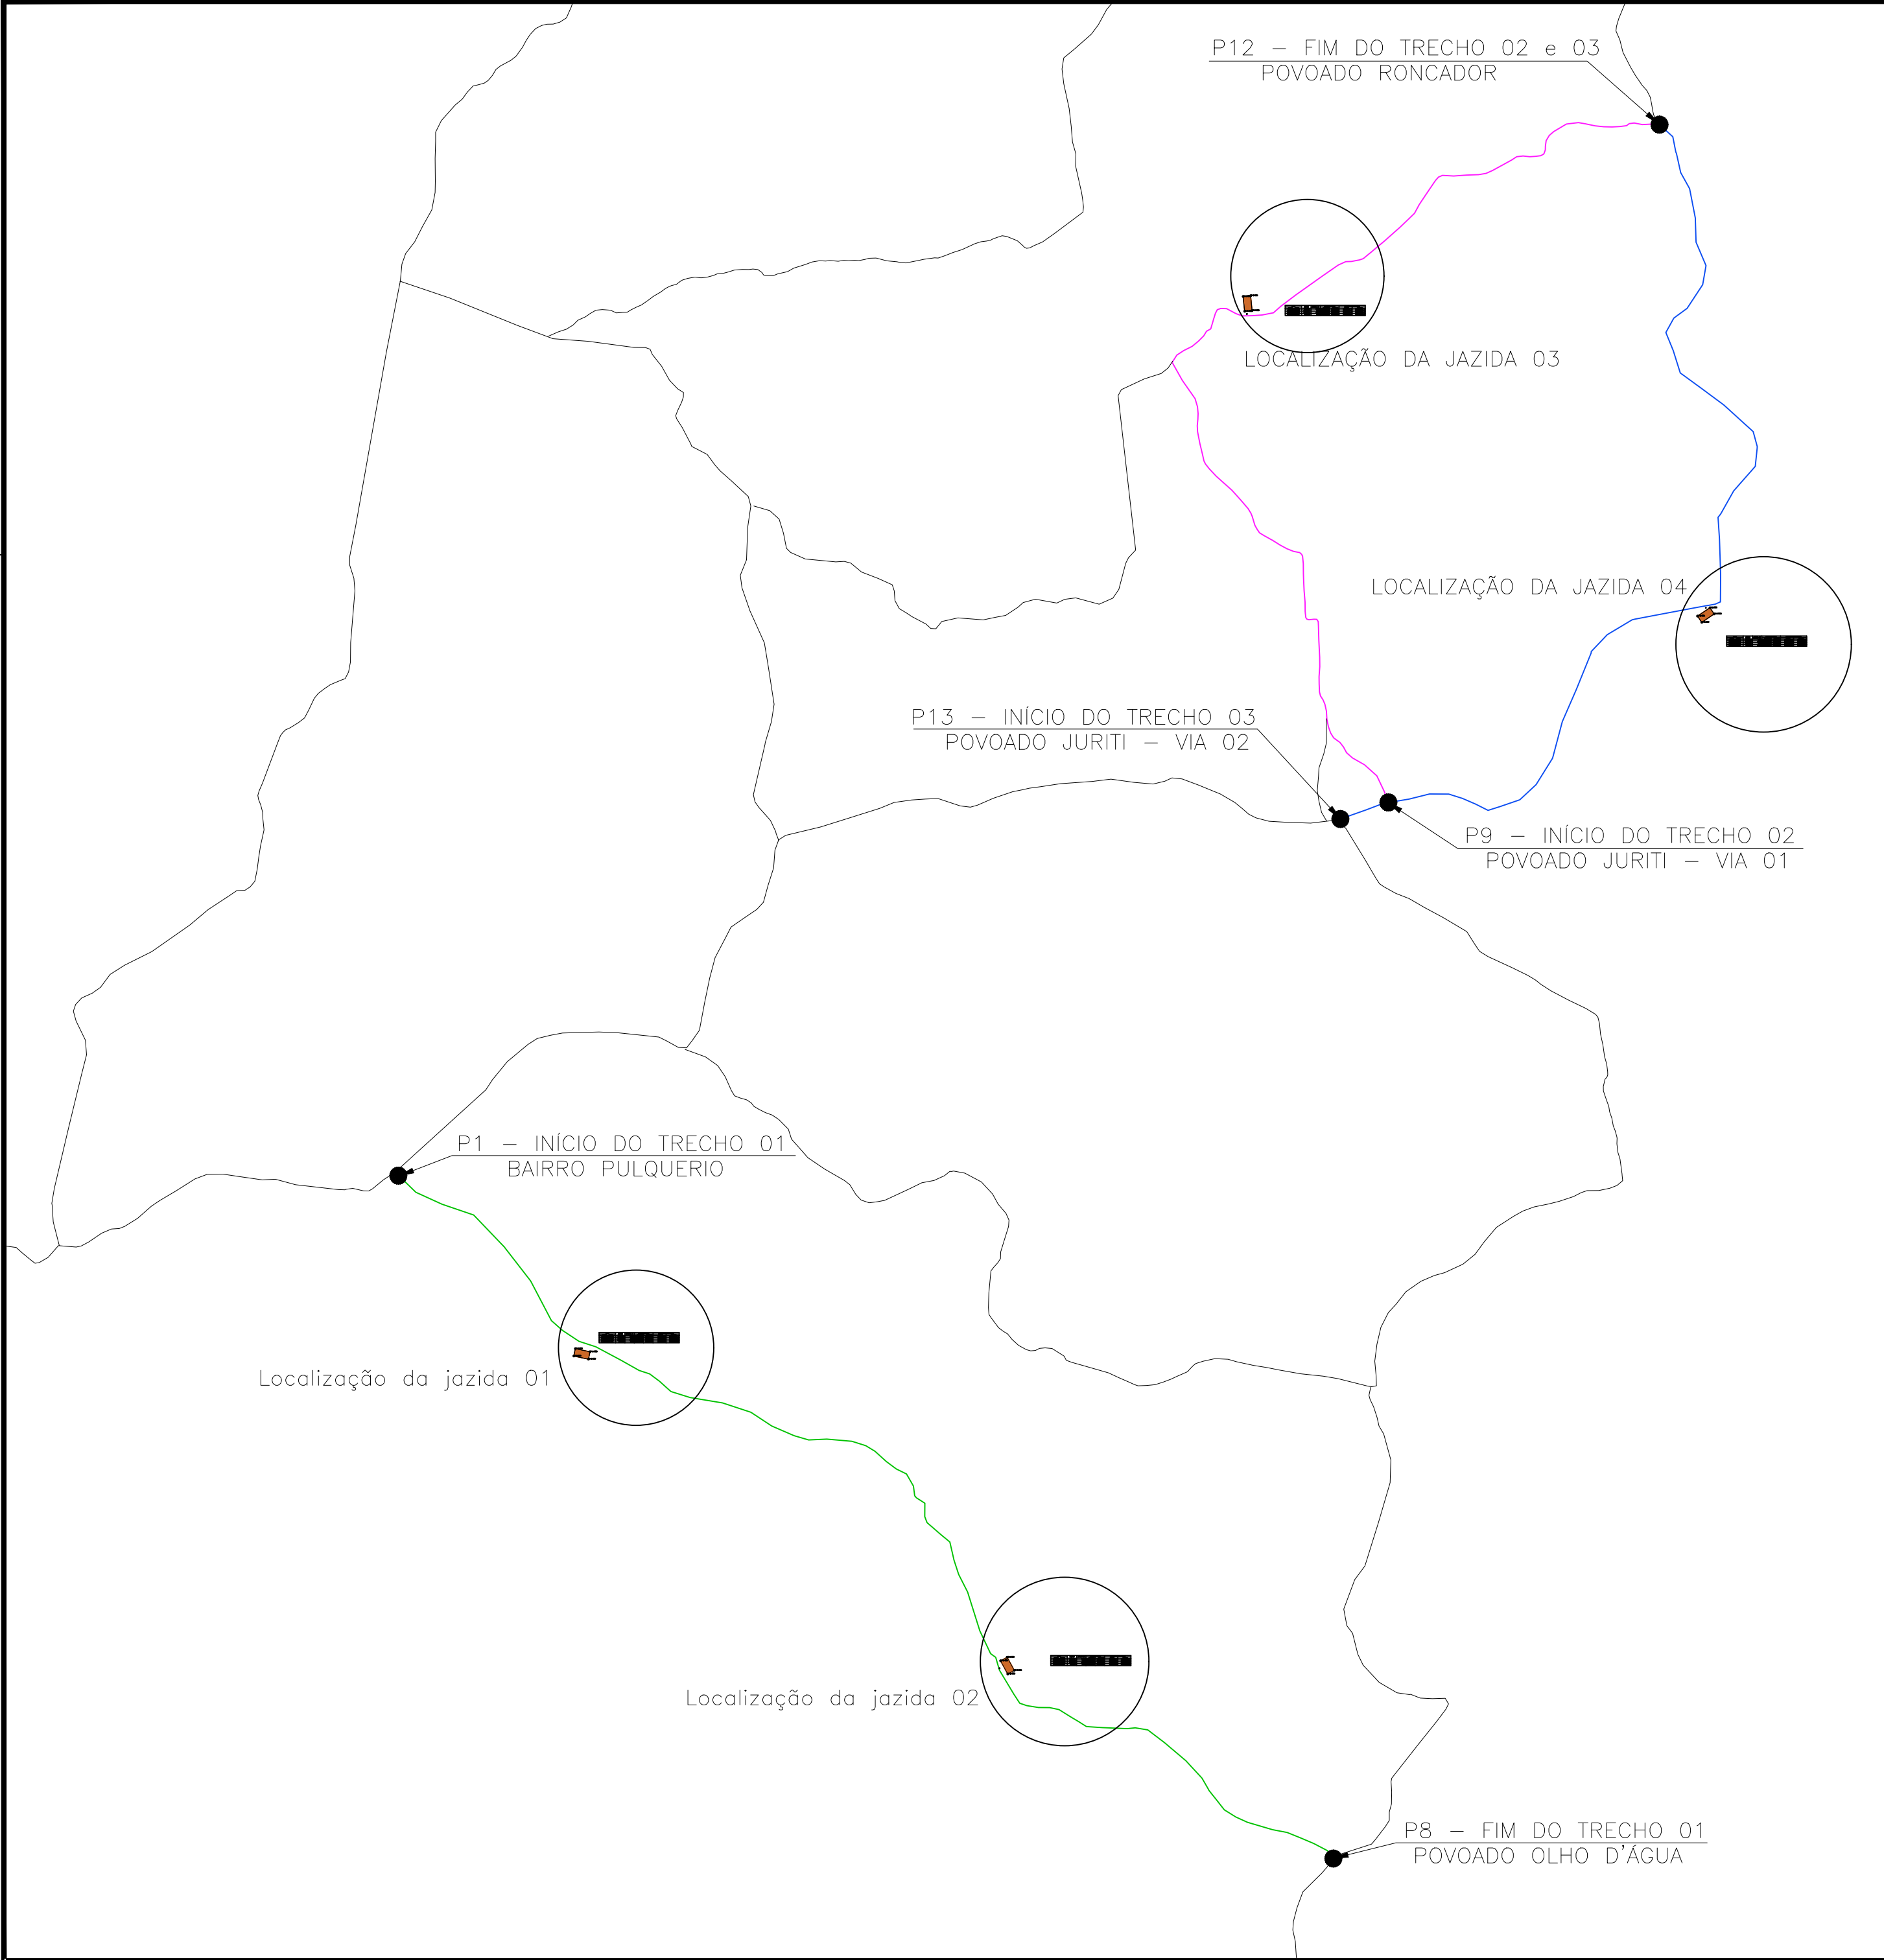 P12 – FIM DO TRECHO 02 e 03
POVOADO RONCADOR
LOCALIZAÇÃO DA JAZIDA 03
LOCALIZAÇÃO DA JAZIDA 04
P13 – INÍCIO DO TRECHO 03
POVOADO JURITI – VIA 02
P9 – INÍCIO DO TRECHO 02
POVOADO JURITI – VIA 01
P1 – INÍCIO DO TRECHO 01
BAIRRO PULQUERIO
Localização da jazida 01
Localização da jazida 02
P8 – FIM DO TRECHO 01
POVOADO OLHO D'ÁGUA